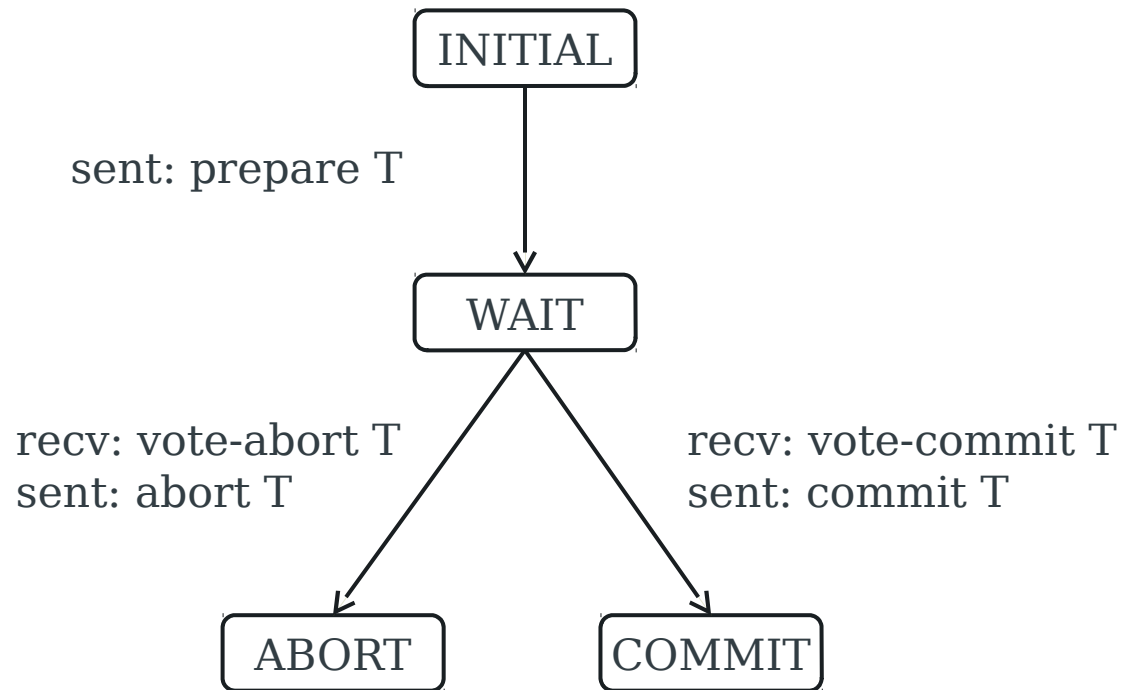 INITIAL
sent: prepare T
WAIT
recv: vote-abort T
sent: abort T
recv: vote-commit T
sent: commit T
ABORT
COMMIT